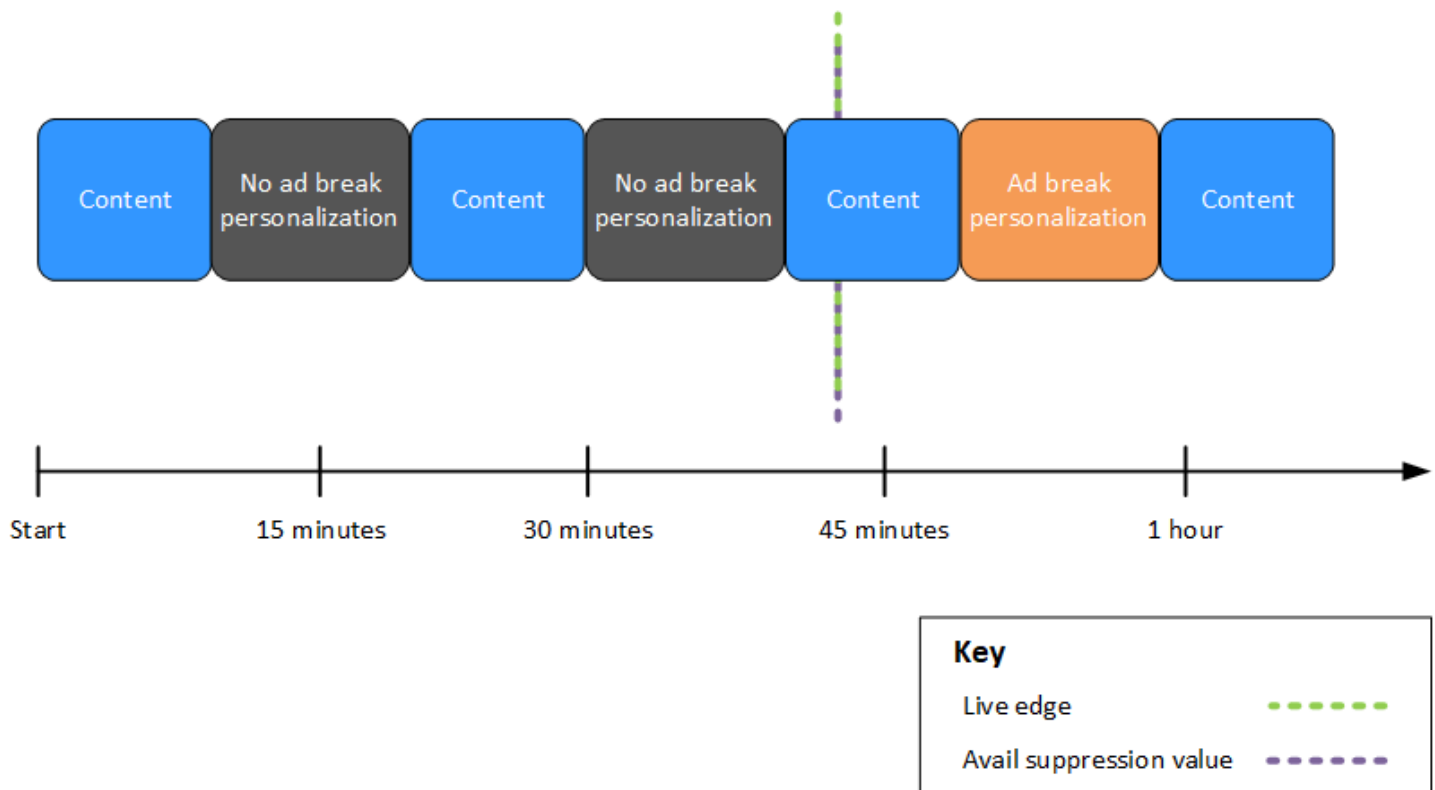 Content
No ad break
personalization
Content
No ad break
personalization
Content
Ad break
personalization
Content
Start
15 minutes
30 minutes
45 minutes
1 hour
Key
Live edge
Avail suppression value